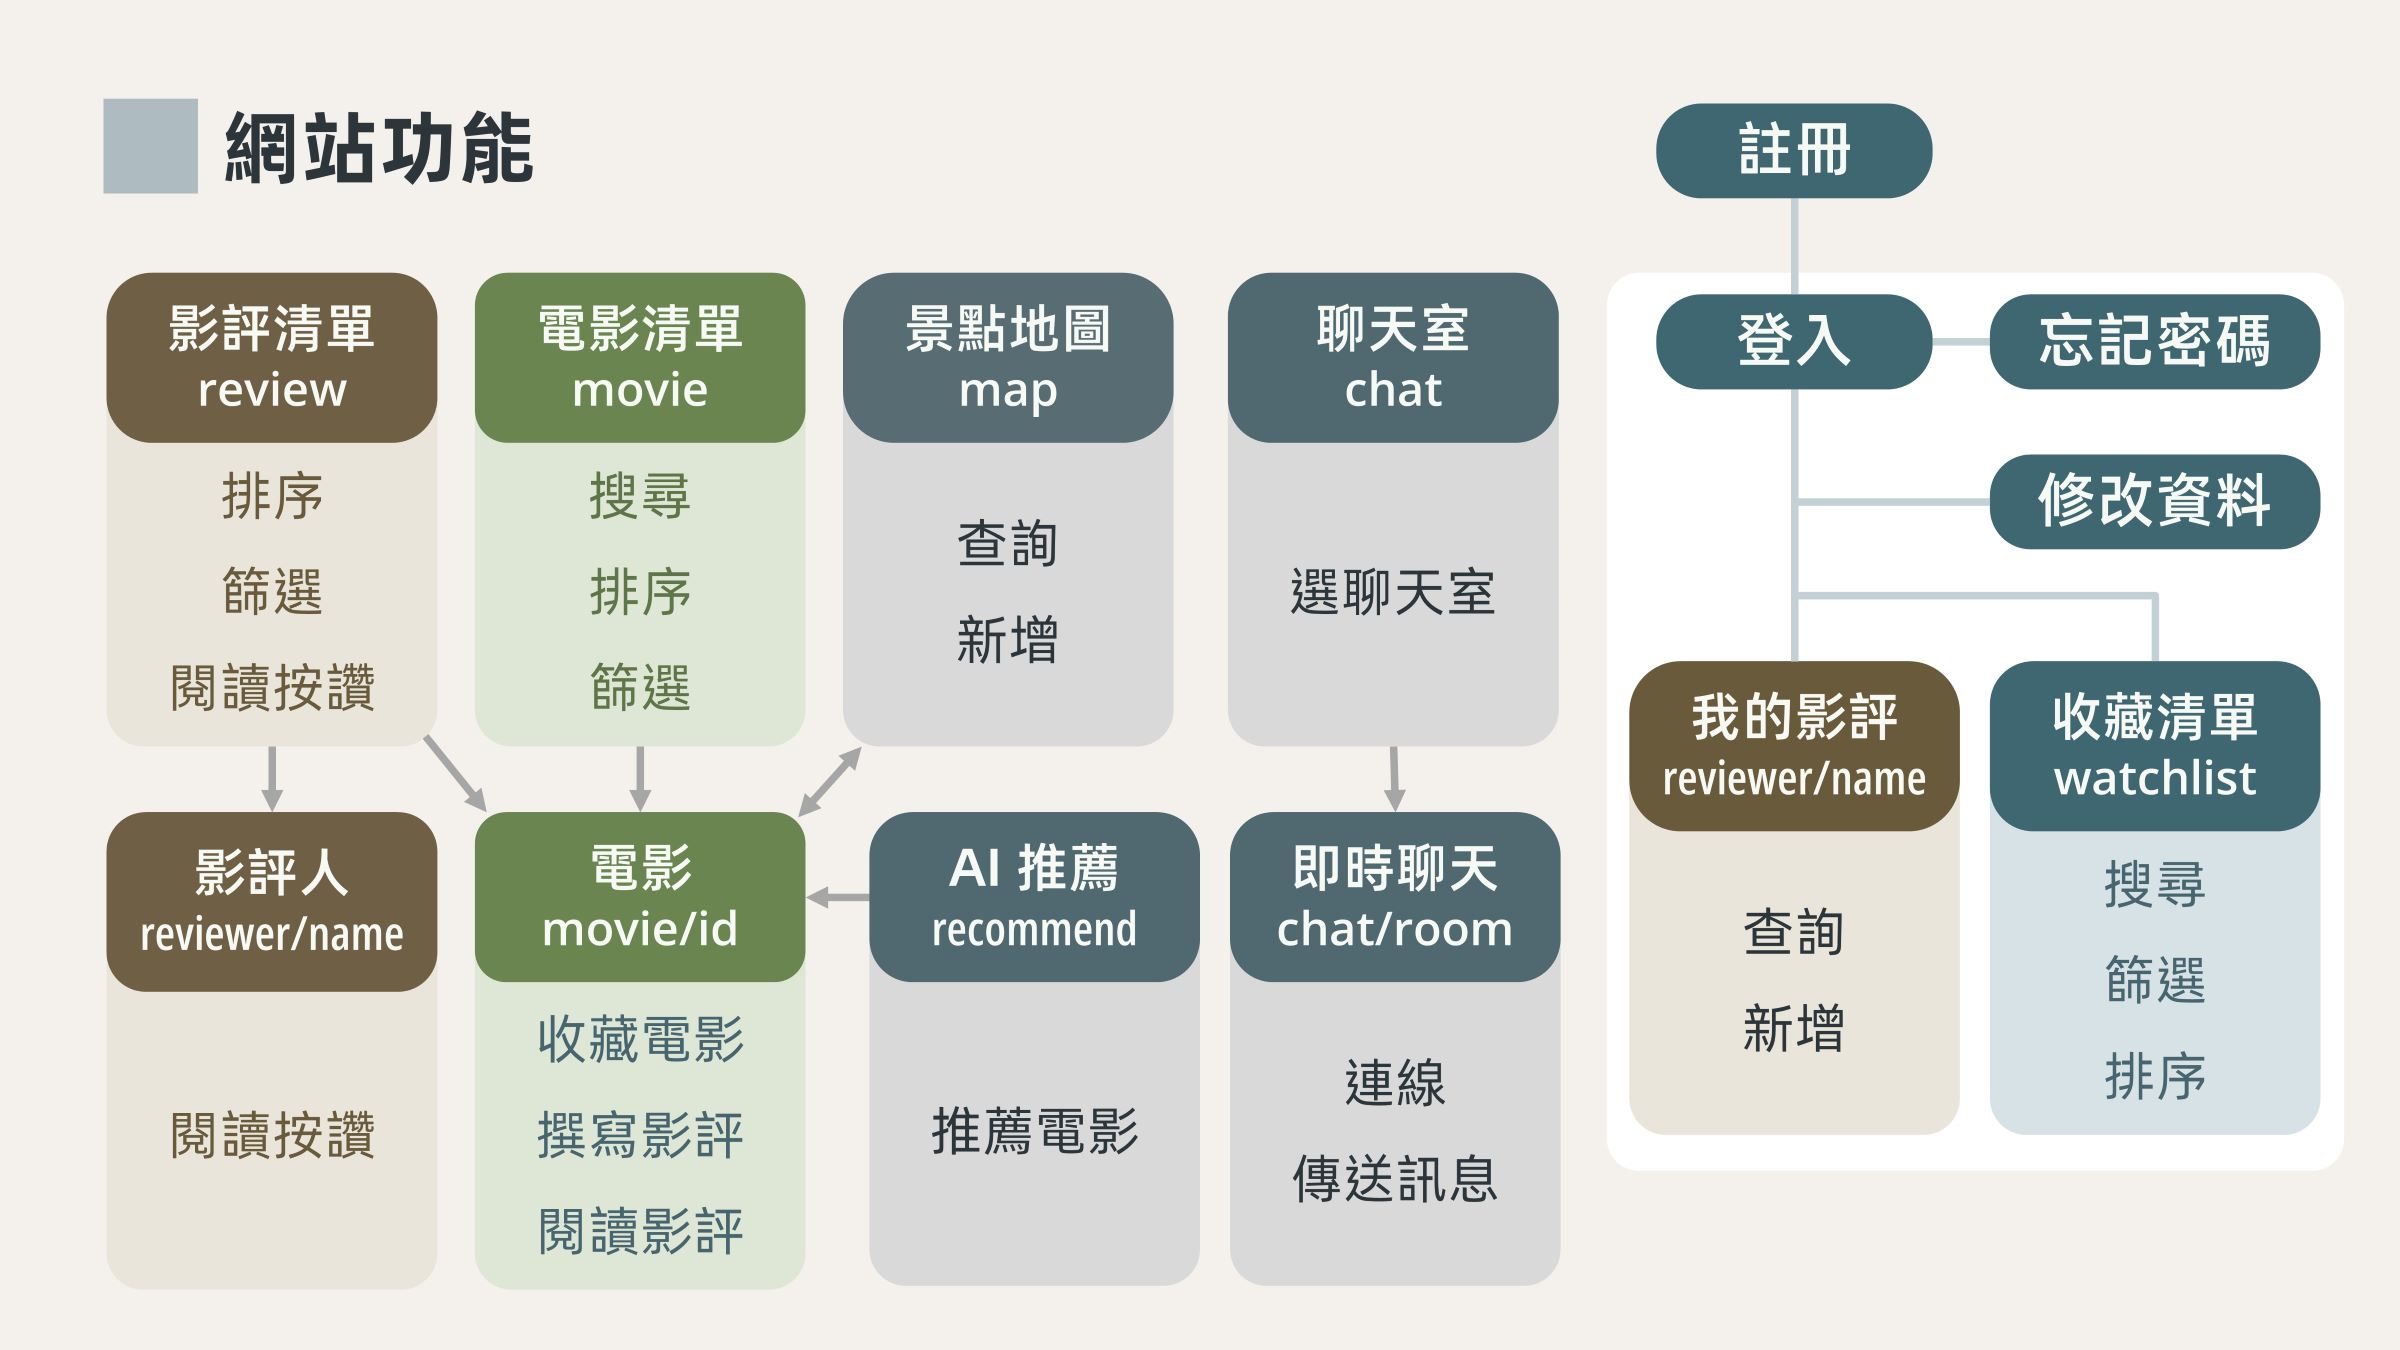 網站功能
影評清單
review
排序
篩選
閱讀按讚
電影清單
movie
搜尋
排序
篩選
景點地圖
map
查詢
新增
聊天室
chat
選聊天室
影評人
reviewer/name
閱讀按讚
電影
movie/id
收藏電影
撰寫影評
閱讀影評
AI 推薦
recommend
推薦電影
即時聊天
chat/room
連線
傳送訊息
註冊
登入
忘記密碼
修改資料
我的影評
reviewer/name
查詢
新增
收藏清單
watchlist
搜尋
篩選
排序